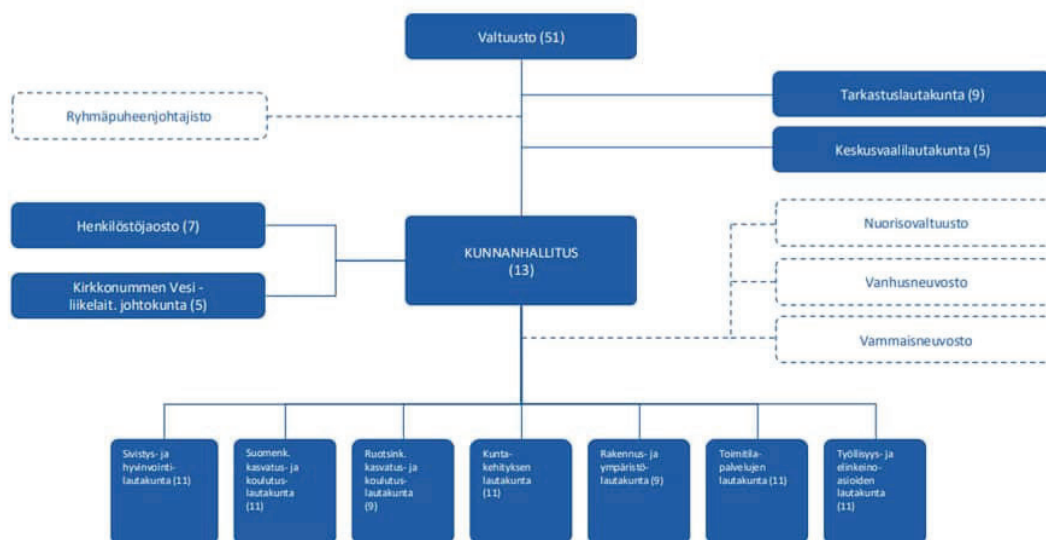 Valtuusto (51)
Tarkastuslautakunta (9)
Ryhmäpuheenjohtajisto
Keskusvaalilautakunta (5)
Henkilöstöjaosto (7)
KUNNANHALLITUS
(13)
Nuorisovaltuusto
Kirkkonummen Vesi -
liikelait. johtokunta (5)
Vanhusneuvosto
Vammaisneuvosto
Sivistys- ja
hyvinvointi-
lautakunta (11)
Suomenk.
kasvatus- ja
koulutus-
lautakunta
(11)
Ruotsink.
kasvatus- ja
koulutus-
lautakunta
(9)
Kunta-
kehityksen
lautakunta
(11)
Rakennus- ja
ympäristö-
lautakunta (9)
Toimitila-
palvelujen
lautakunta (11)
Työllisyys- ja
elinkeino-
asioiden
lautakunta
(11)